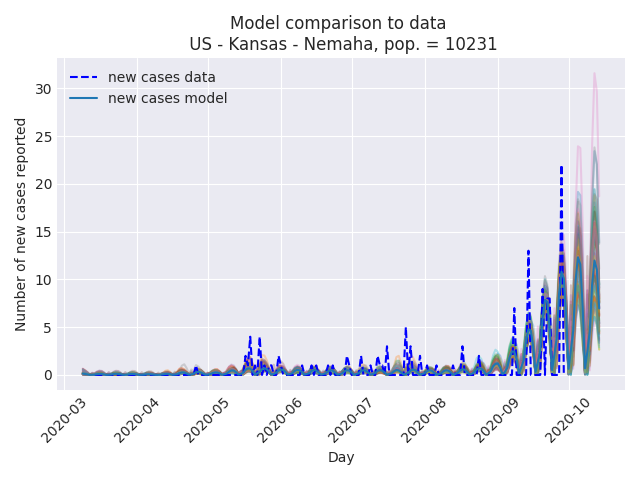 Model comparison to data
US - Kansas - Nemaha, pop. = 10231
new cases data
new cases model
Number of new cases reported
30
25
20
15
10
5
0
2020-03
2020-04
2020-05
2020-06
2020-07
2020-08
2020-09
2020-10
Day